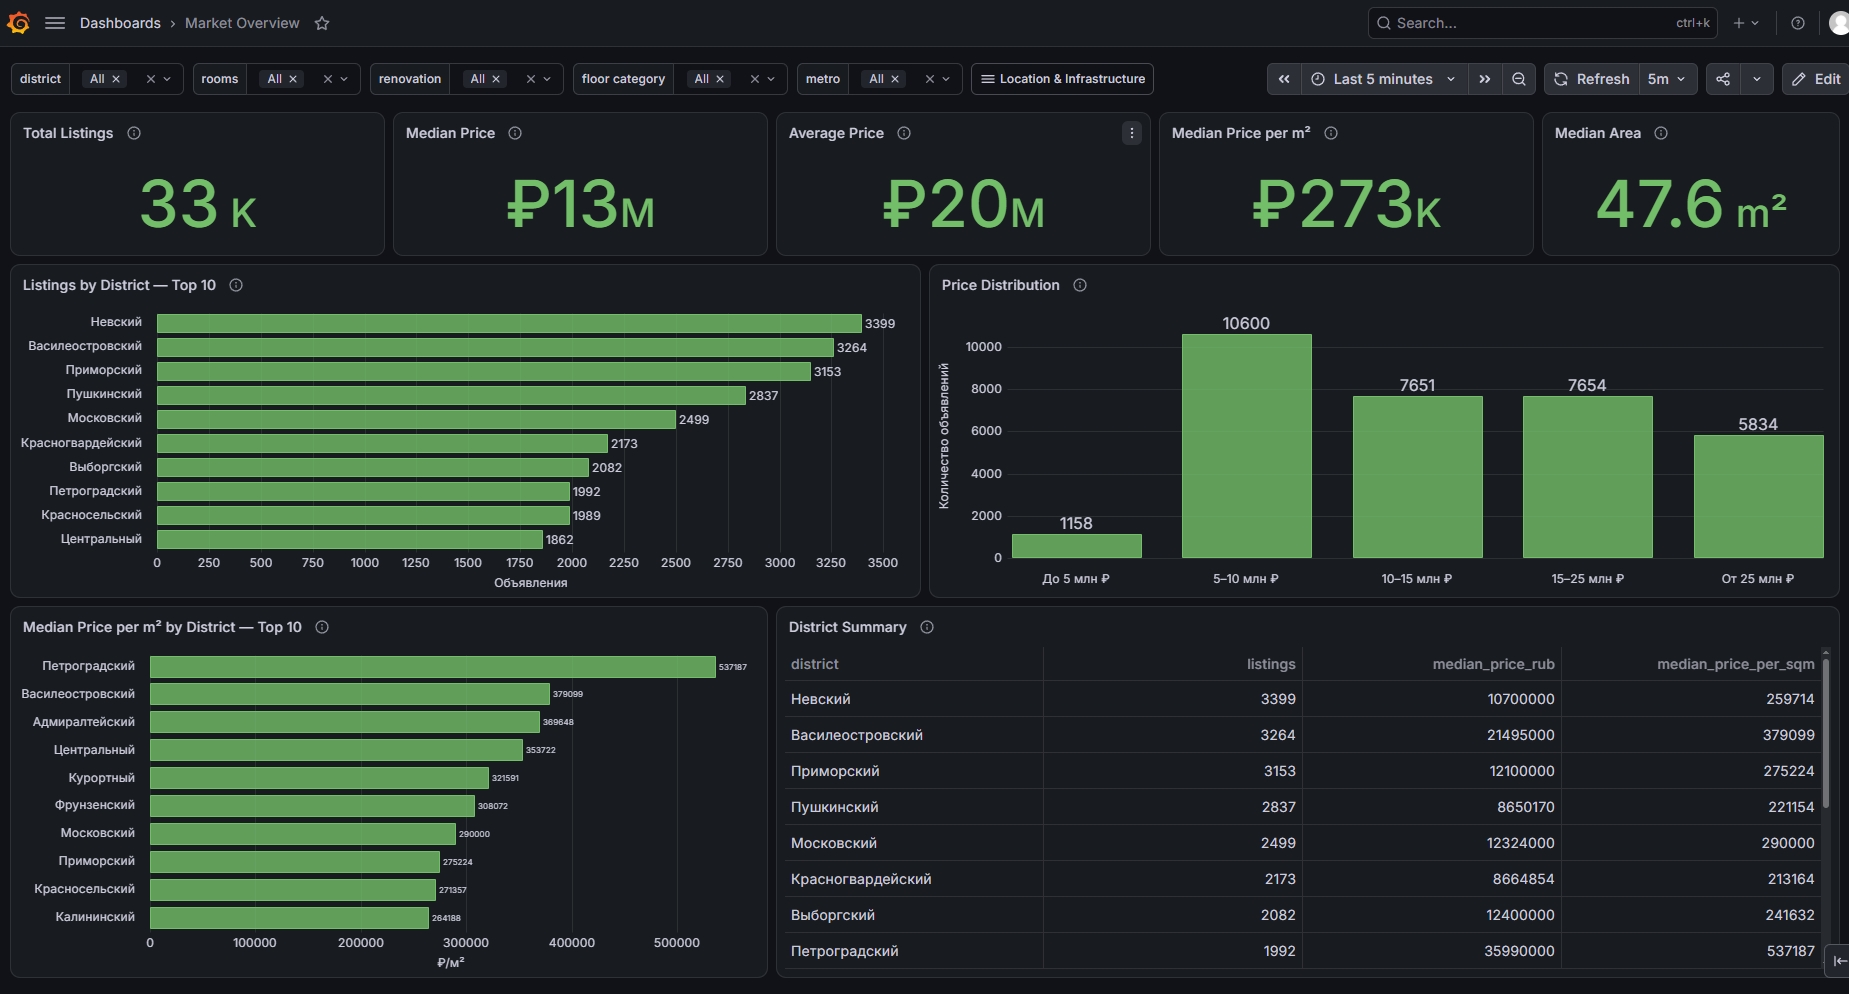 Dashboards › Market Overview
Search... ctrl+k
district All × rooms All × renovation All × floor category All × metro All × Location & Infrastructure Last 5 minutes Refresh 5m Edit
Total Listings
33 K
Median Price
₽13м
Average Price
₽20м
Median Price per m²
₽273к
Median Area
47.6 m²
Listings by District — Top 10
Невский 3399
Василеостровский 3264
Приморский 3153
Пушкинский 2837
Московский 2499
Красногвардейский 2173
Выборгский 2082
Петроградский 1992
Красносельский 1989
Центральный 1862
0 250 500 750 1000 1250 1500 1750 2000 2250 2500 2750 3000 3250 3500
Объявления
Price Distribution
Количество объявлений
10000
8000
6000
4000
2000
0
1158 10600 7651 7654 5834
До 5 млн ₽ 5–10 млн ₽ 10–15 млн ₽ 15–25 млн ₽ От 25 млн ₽
Median Price per m² by District — Top 10
Петроградский 537187
Василеостровский 379099
Адмиралтейский 369648
Центральный 353722
Курортный 321591
Фрунзенский 308072
Московский 290000
Приморский 275224
Красносельский 271357
Калининский 264188
0 100000 200000 300000 400000 500000
₽/м²
District Summary
district listings median_price_rub median_price_per_sqm
Невский 3399 10700000 259714
Василеостровский 3264 21495000 379099
Приморский 3153 12100000 275224
Пушкинский 2837 8650170 221154
Московский 2499 12324000 290000
Красногвардейский 2173 8664854 213164
Выборгский 2082 12400000 241632
Петроградский 1992 35990000 537187